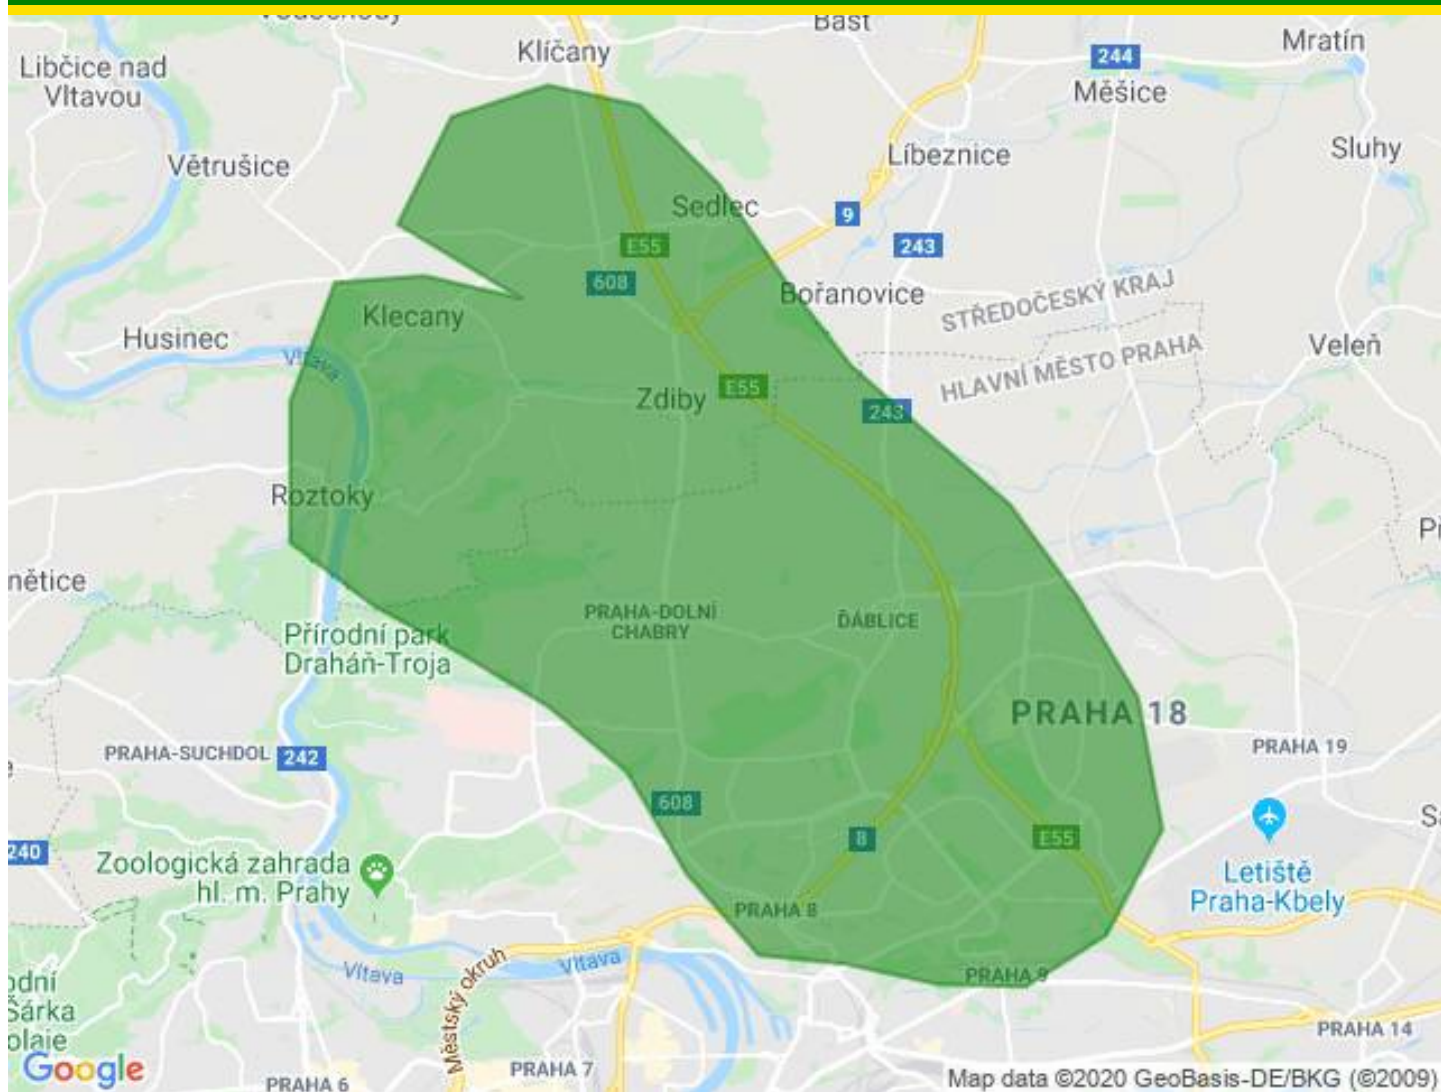 Klíčany
Mratín
Libčice nad
Vltavou
244
Měšice
Větrušice
Líbeznice
Sluhy
Sedlec
9
E55
243
608
Bořanovice
STŘEDOČESKÝ KRAJ
Klecany
Husinec
Vltava
HLAVNÍ MĚSTO PRAHA
Veleň
E55
Zdiby
243
Roztoky
PRAHA-DOLNÍ
CHABRY
ĎÁBLICE
Přírodní park
Draháň-Troja
PRAHA 18
PRAHA-SUCHDOL
242
PRAHA 19
608
8
E55
240
Zoologická zahrada
hl. m. Prahy
Letiště
Praha-Kbely
PRAHA 8
Vltava
Vltava
Městský okruh
PRAHA 9
Šárka
PRAHA 14
Google
PRAHA 6
PRAHA 7
Map data ©2020 GeoBasis-DE/BKG (©2009)